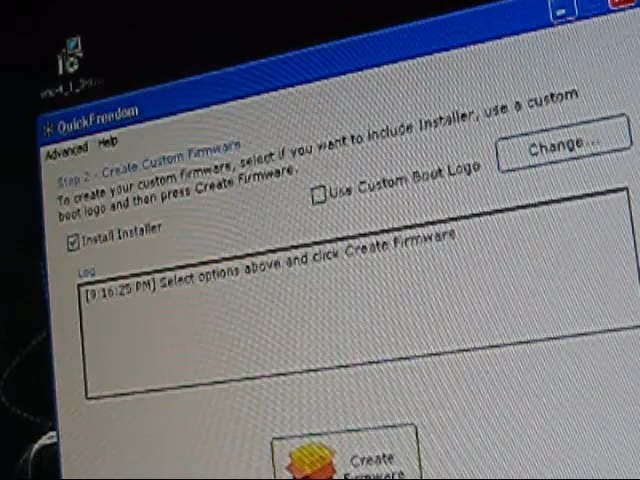 QuickFreedom
Advanced Help
Step 2 - Create Custom Firmware
To create your custom firmware, select if you want to include Installer, use a custom
boot logo and then press Create Firmware.
Install Installer
Use Custom Boot Logo
Change...
Log
[9:16:25 PM] Select options above and click Create Firmware
Create
Firmware